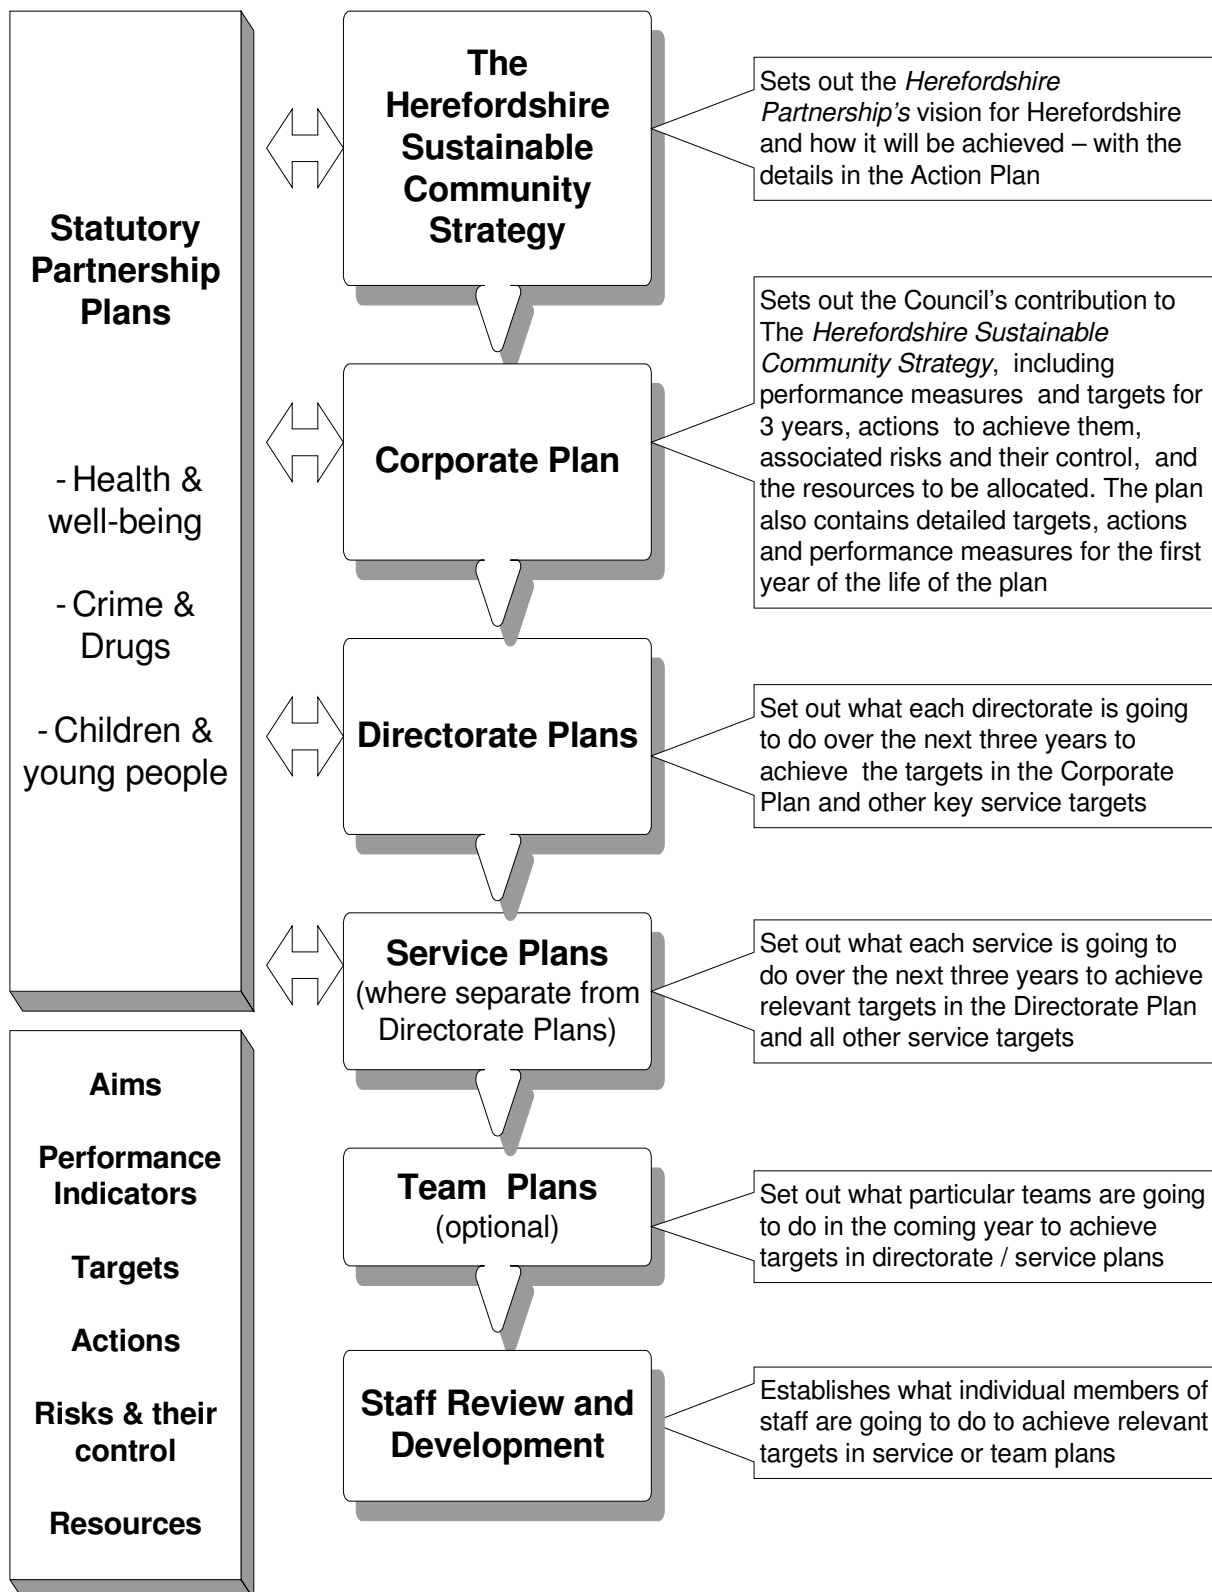 Statutory
Partnership
Plans
- Health &
well-being
- Crime &
Drugs
- Children &
young people
Aims
Performance
Indicators
Targets
Actions
Risks & their
control
Resources
The
Herefordshire
Sustainable
Community
Strategy
Sets out the Herefordshire
Partnership's vision for Herefordshire
and how it will be achieved – with the
details in the Action Plan
Corporate Plan
Sets out the Council's contribution to
The Herefordshire Sustainable
Community Strategy, including
performance measures and targets for
3 years, actions to achieve them,
associated risks and their control, and
the resources to be allocated. The plan
also contains detailed targets, actions
and performance measures for the first
year of the life of the plan
Directorate Plans
Set out what each directorate is going
to do over the next three years to
achieve the targets in the Corporate
Plan and other key service targets
Service Plans
(where separate from
Directorate Plans)
Set out what each service is going to
do over the next three years to achieve
relevant targets in the Directorate Plan
and all other service targets
Team Plans
(optional)
Set out what particular teams are going
to do in the coming year to achieve
targets in directorate / service plans
Staff Review and
Development
Establishes what individual members of
staff are going to do to achieve relevant
targets in service or team plans